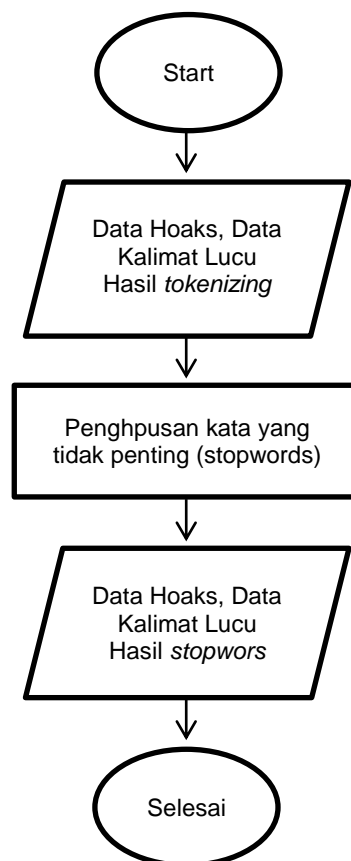 Start
Data Hoaks, Data
Kalimat Lucu
Hasil tokenizing
Penghpusan kata yang
tidak penting (stopwords)
Data Hoaks, Data
Kalimat Lucu
Hasil stopwors
Selesai